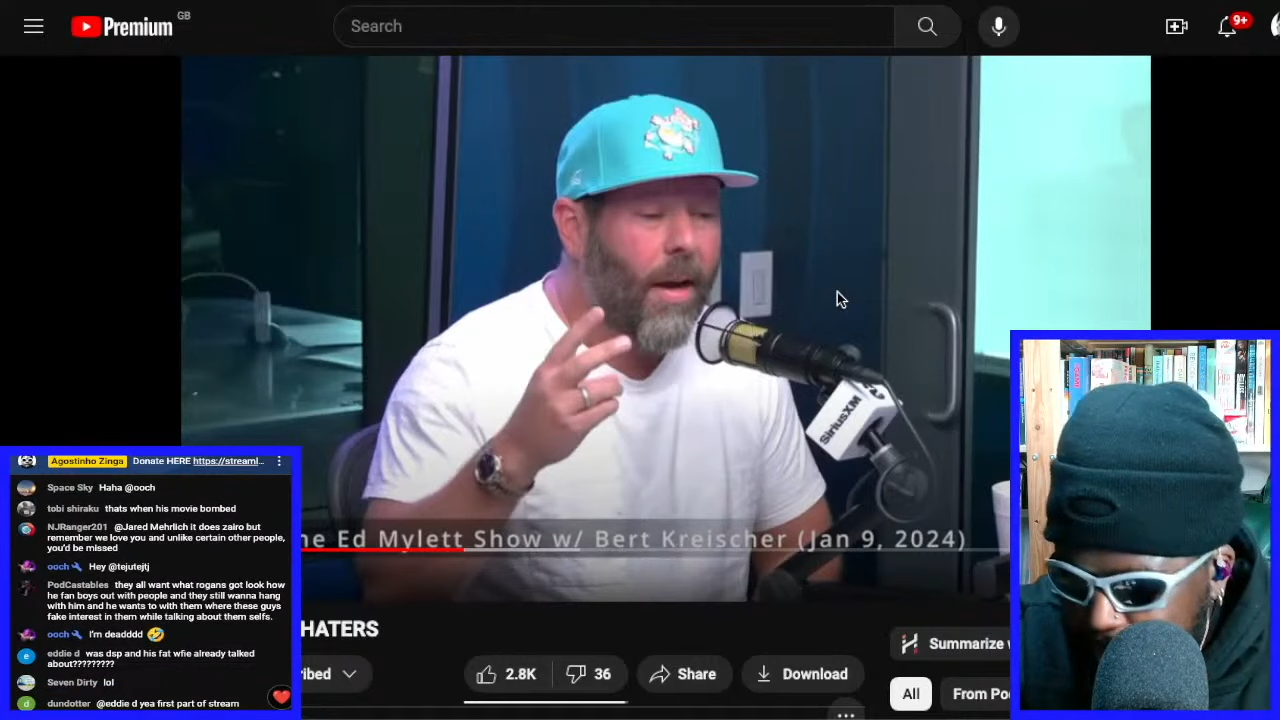 Premium GB
Search
9+
SiriusXM
he Ed Mylett Show w/ Bert Kreischer (Jan 9, 2024)
HATERS
ribed
2.8K
36
Share
Download
Summarize
All
From Po
Agostinho Zinga Donate HERE https://streaml...
Space Sky Haha @ooch
tobi shiraku thats when his movie bombed
NJRanger201 @Jared Mehrlich it does zairo but
remember we love you and unlike certain other people,
you'd be missed
ooch Hey @tejutejtj
PodCastables they all want what rogans got look how
he fan boys out with people and they still wanna hang
with him and he wants to with them where these guys
fake interest in them while talking about them selfs.
ooch I'm deadddd
eddie d was dsp and his fat wfie already talked
about?????????
Seven Dirty lol
dundotter @eddie d yea first part of stream